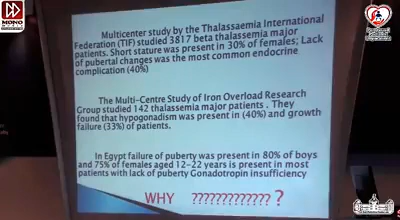 MONO
Multicenter study by the Thalassaemia International
Federation (TIF) studied 3817 beta thalassemia major
patients. Short stature was present in 30% of females; Lack
of pubertal changes was the most common endocrine
complication (40%)
The Multi-Centre Study of Iron Overload Research
Group studied 142 thalassemia major patients . They
found that hypogonadism was present in (40%) and growth
failure (33%) of patients.
In Egypt failure of puberty was present in 80% of boys
and 75% of females aged 12–22 years is present in most
patients with lack of puberty Gonadotropin insufficiency
WHY ???????????? ?